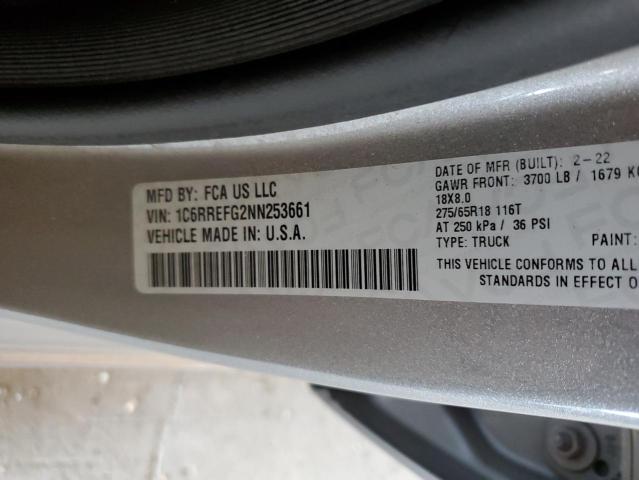 MFD BY: FCA US LLC
VIN: 1C6RREFG2NN253661
VEHICLE MADE IN: U.S.A.
DATE OF MFR (BUILT): 2-22
GAWR FRONT: 3700 LB / 1679 KG
18X8.0
275/65R18 116T
AT 250 kPa / 36 PSI
TYPE: TRUCK PAINT:
THIS VEHICLE CONFORMS TO ALL
STANDARDS IN EFFECT O